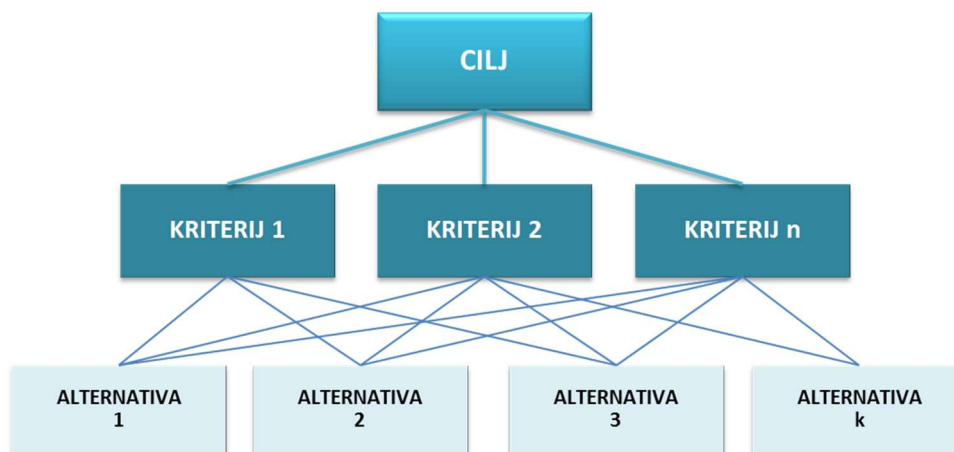 CILJ
KRITERIJ 1
KRITERIJ 2
KRITERIJ n
ALTERNATIVA
1
ALTERNATIVA
2
ALTERNATIVA
3
ALTERNATIVA
k